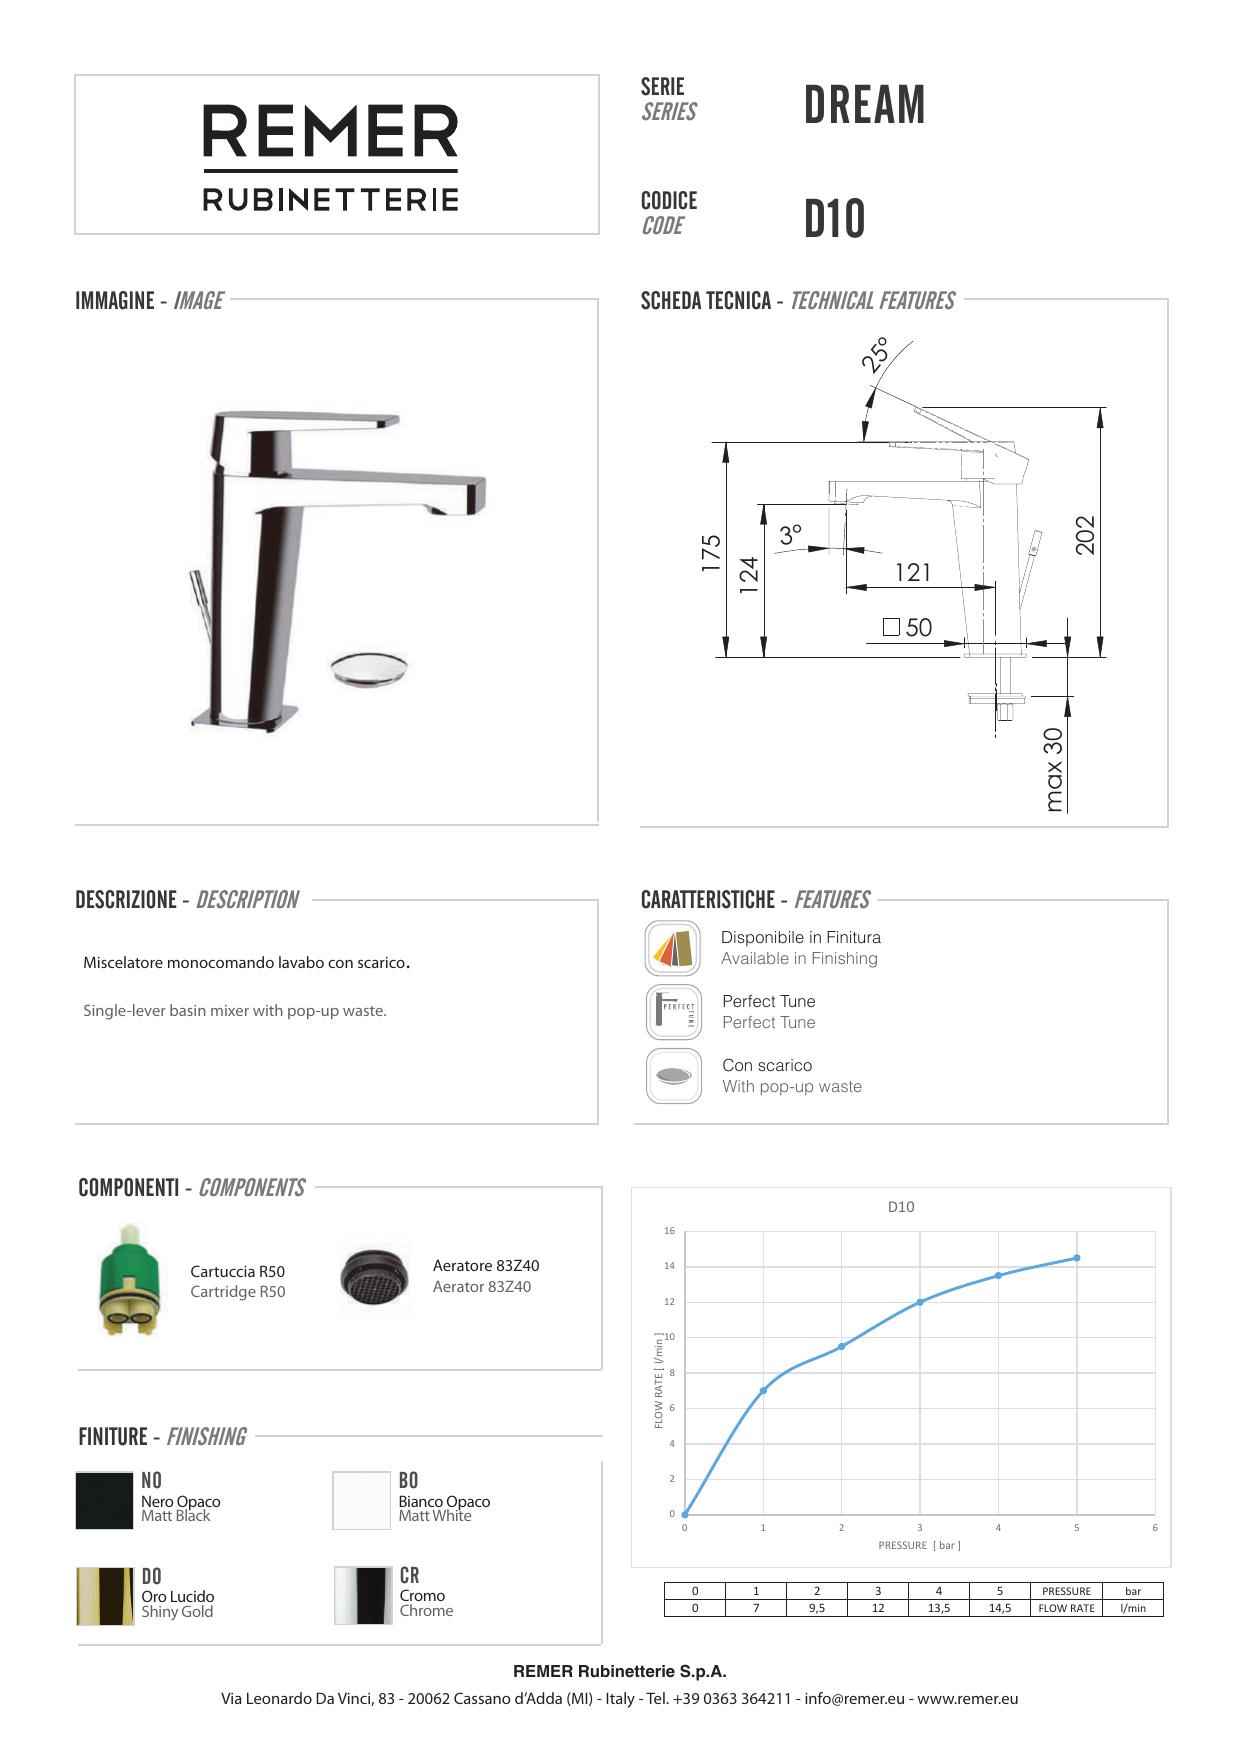 REMER
RUBINETTERIE
SERIE
SERIES
DREAM
CODICE
CODE
D10
IMMAGINE - IMAGE
SCHEDA TECNICA - TECHNICAL FEATURES
25°
175
124
3°
121
202
50
max 30
DESCRIZIONE - DESCRIPTION
Miscelatore monocomando lavabo con scarico.
Single-lever basin mixer with pop-up waste.
CARATTERISTICHE - FEATURES
Disponibile in Finitura
Available in Finishing
PERFECT
TUNE
Perfect Tune
Perfect Tune
Con scarico
With pop-up waste
COMPONENTI - COMPONENTS
Cartuccia R50
Cartridge R50
Aeratore 83Z40
Aerator 83Z40
FINITURE - FINISHING
NO
Nero Opaco
Matt Black
BO
Bianco Opaco
Matt White
DO
Oro Lucido
Shiny Gold
CR
Cromo
Chrome
D10
16
14
12
10
8
6
4
2
0
FLOW RATE [ l/min ]
0 1 2 3 4 5 6
PRESSURE [ bar ]
0 1 2 3 4 5 PRESSURE bar
0 7 9,5 12 13,5 14,5 FLOW RATE l/min
REMER Rubinetterie S.p.A.
Via Leonardo Da Vinci, 83 - 20062 Cassano d'Adda (MI) - Italy - Tel. +39 0363 364211 - info@remer.eu - www.remer.eu